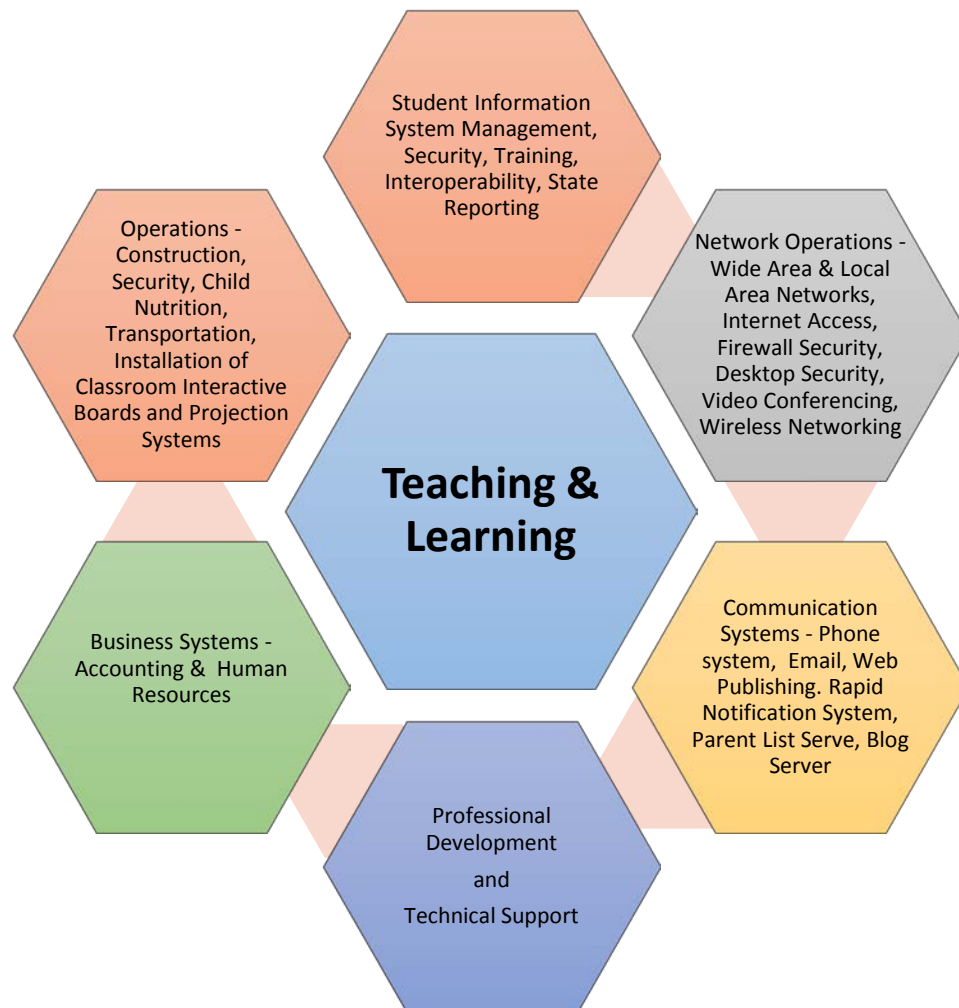 Student Information
System Management,
Security, Training,
Interoperability, State
Reporting
Operations -
Construction,
Security, Child
Nutrition,
Transportation,
Installation of
Classroom Interactive
Boards and Projection
Systems
Network Operations -
Wide Area & Local
Area Networks,
Internet Access,
Firewall Security,
Desktop Security,
Video Conferencing,
Wireless Networking
Teaching &
Learning
Business Systems -
Accounting &  Human
Resources
Communication
Systems - Phone
system,  Email, Web
Publishing. Rapid
Notification System,
Parent List Serve, Blog
Server
Professional
Development
and
Technical Support